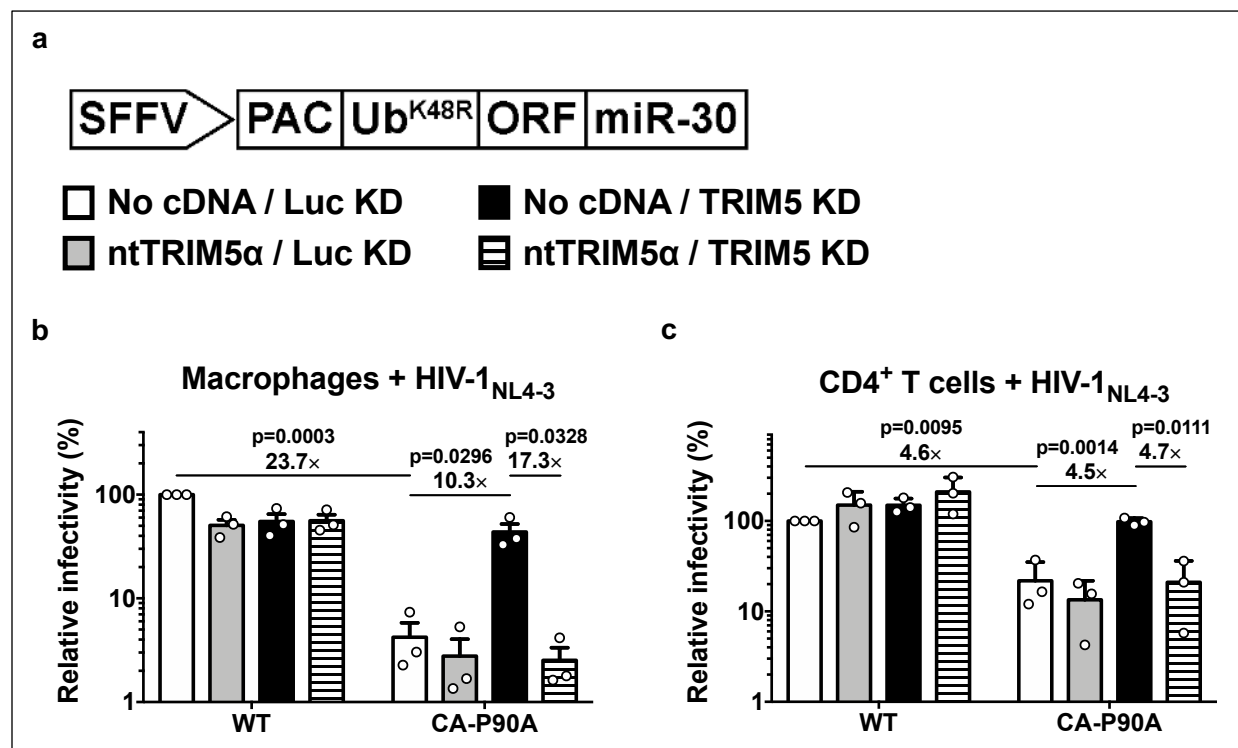 a
SFFV PAC Ub^K48R ORF miR-30
No cDNA / Luc KD
No cDNA / TRIM5 KD
ntTRIM5α / Luc KD
ntTRIM5α / TRIM5 KD
b
Macrophages + HIV-1NL4-3
p=0.0003
23.7×
p=0.0296
10.3×
p=0.0328
17.3×
Relative infectivity (%)
100
10
1
WT
CA-P90A
c
CD4+ T cells + HIV-1NL4-3
p=0.0095
4.6×
p=0.0014
4.5×
p=0.0111
4.7×
Relative infectivity (%)
100
10
1
WT
CA-P90A